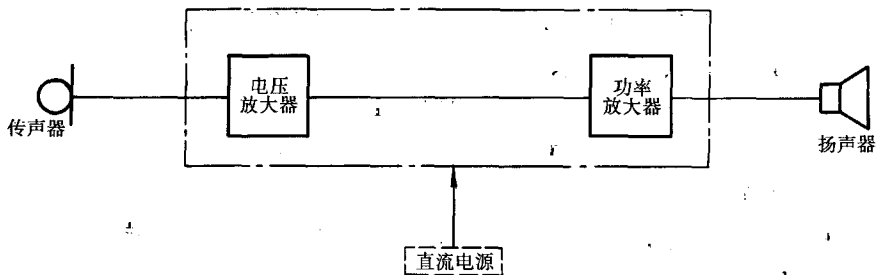 电压
放大器
功率
放大器
传声器
扬声器
直流电源